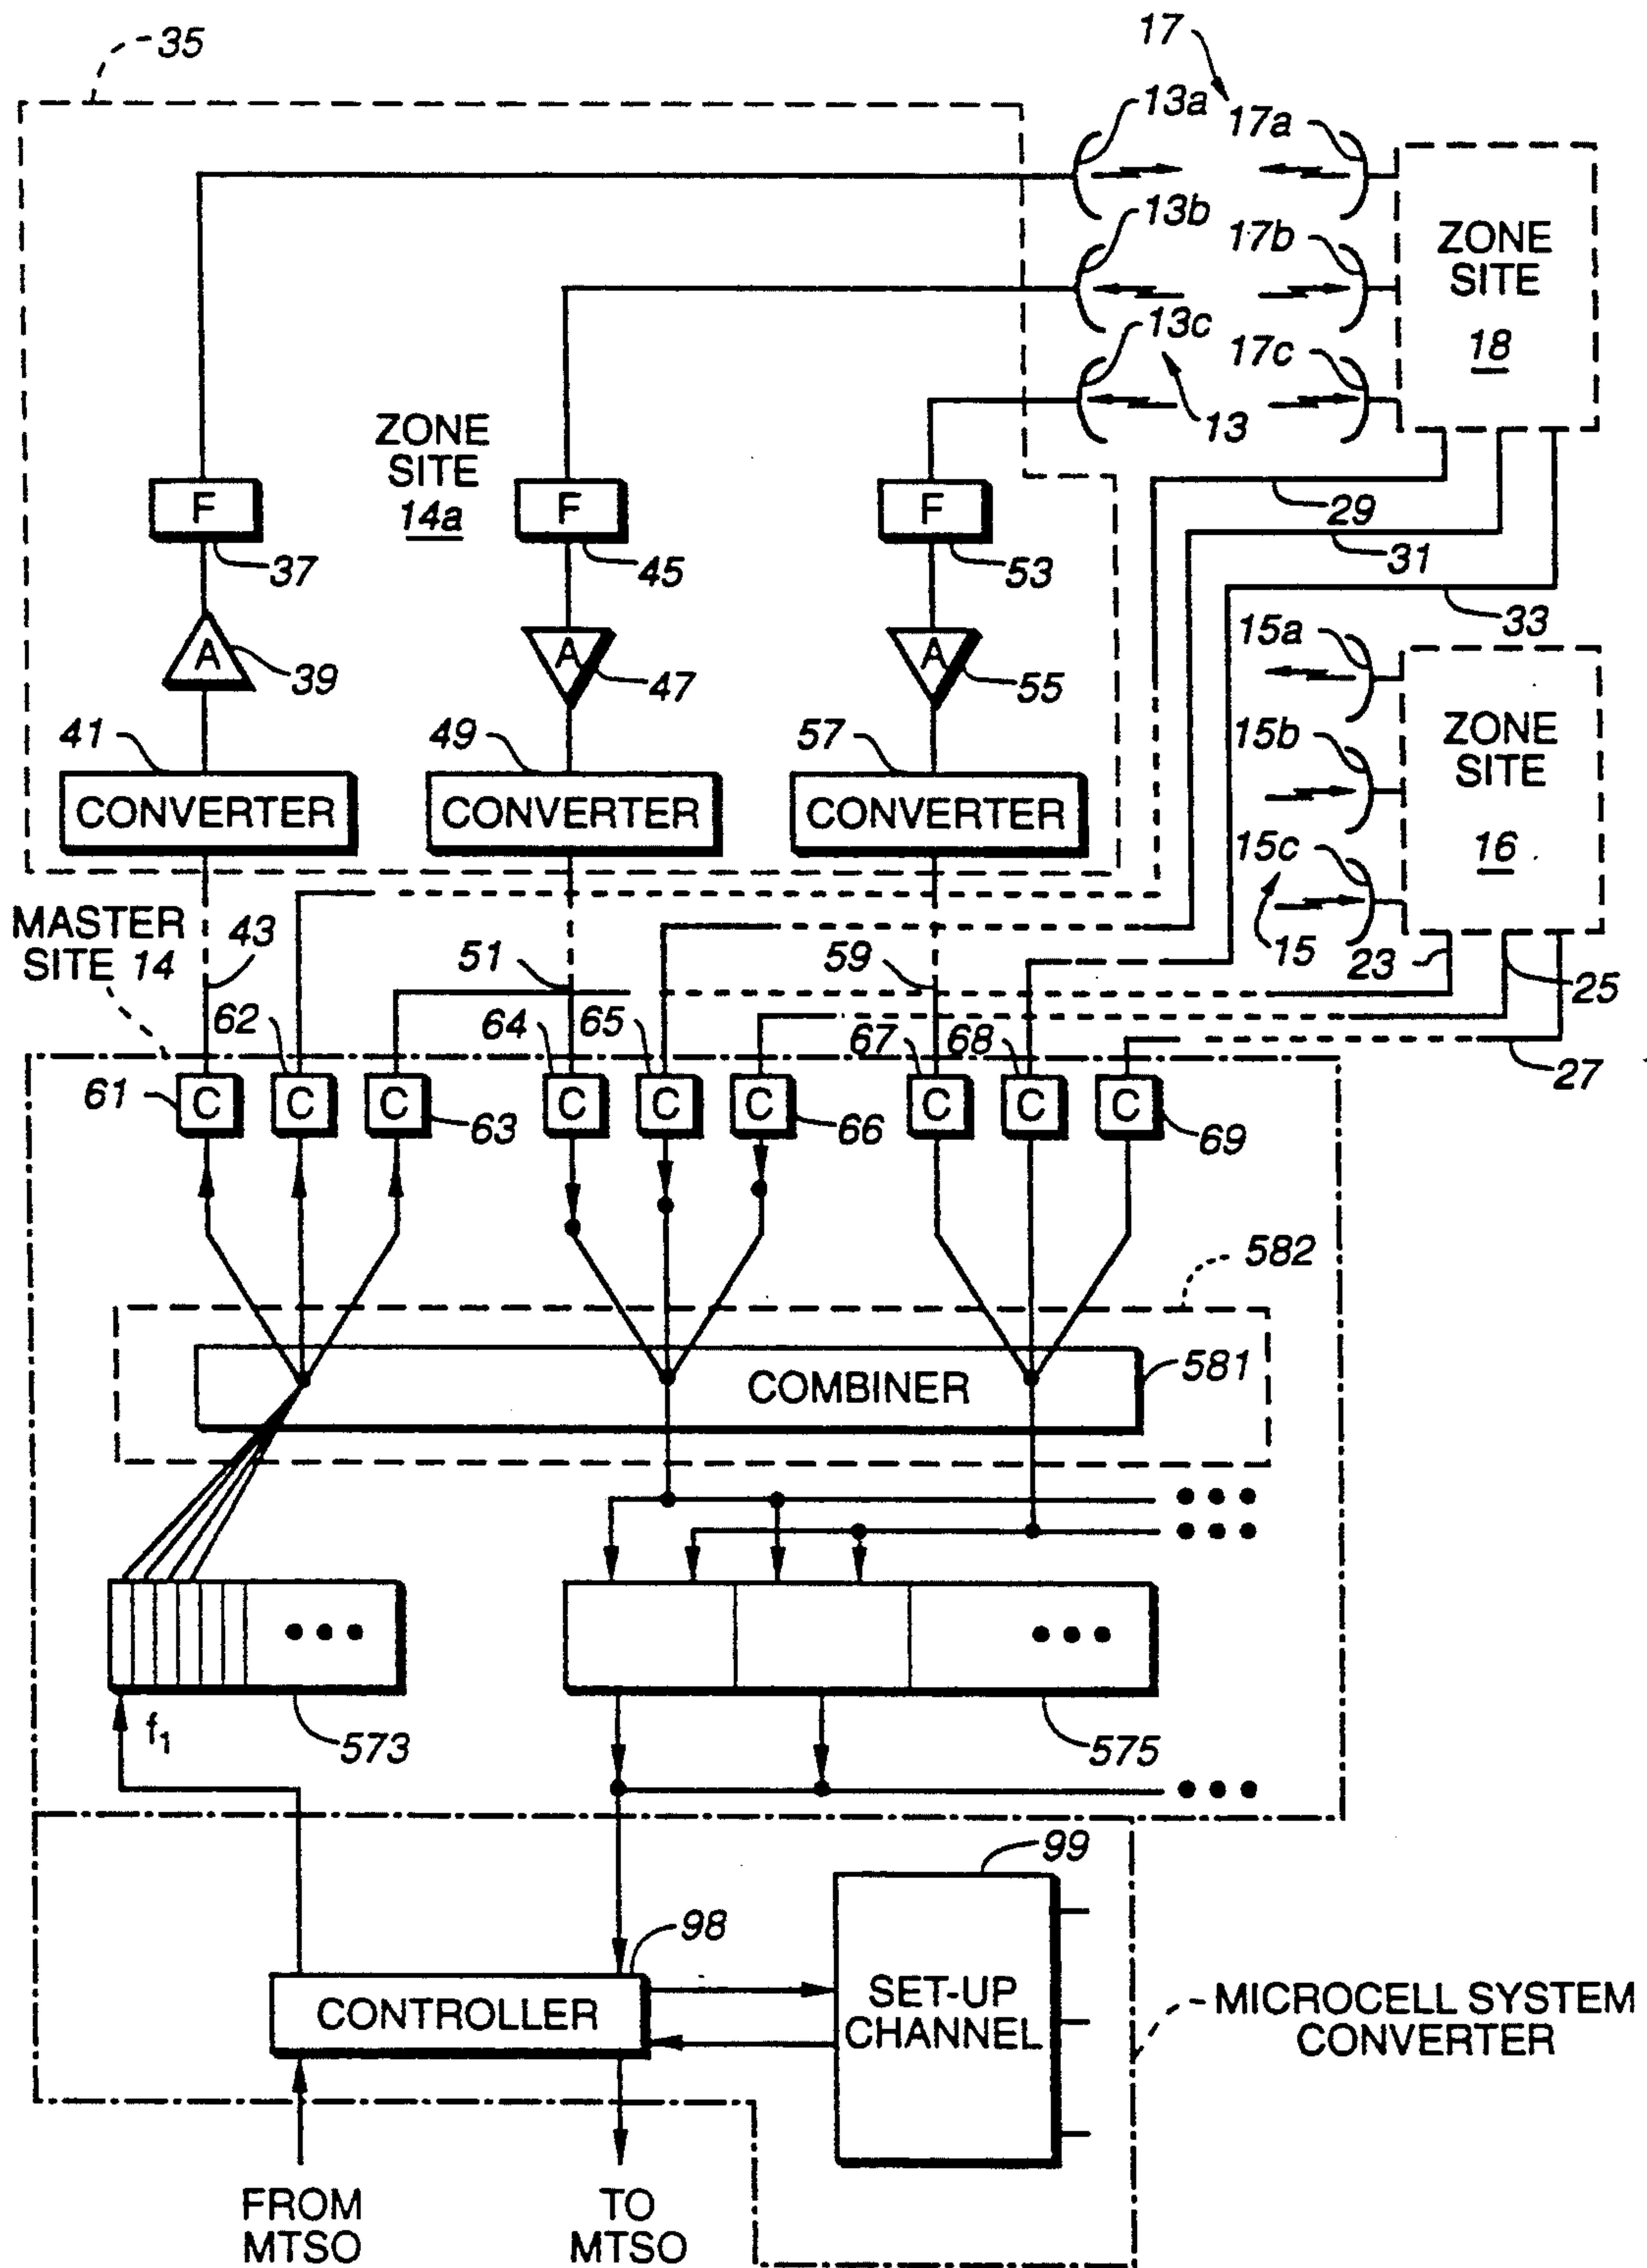 35
17
13a
17a
13b
17b
13c
17c
13
ZONE
SITE
18
ZONE
SITE
14a
F
F
F
37
45
53
29
31
33
A
A
A
39
47
55
15a
15b
15c
15
ZONE
SITE
16
41
49
57
CONVERTER
CONVERTER
CONVERTER
MASTER
SITE 14
43
51
59
23
25
27
62
64
65
67
68
61
C
C
C
C
C
C
C
C
C
63
66
69
582
COMBINER
581
•••
•••
•••
•••
f1
573
575
•••
99
98
CONTROLLER
SET-UP
CHANNEL
MICROCELL SYSTEM
CONVERTER
FROM
MTSO
TO
MTSO